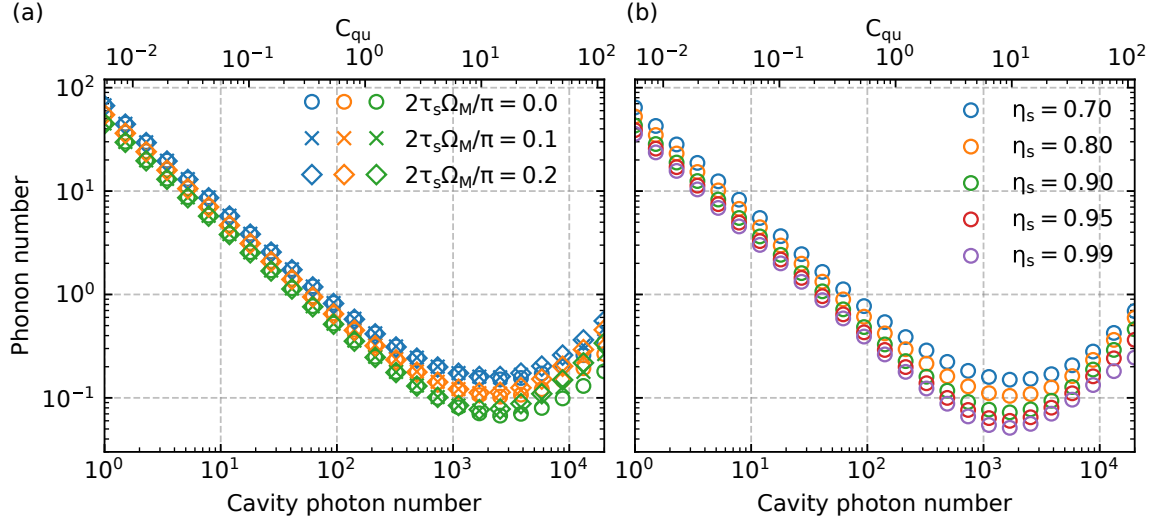 (a)
C_qu
10^-2 10^-1 10^0 10^1 10^2
Phonon number
10^2
10^1
10^0
10^-1
2τ_sΩ_M/π = 0.0
2τ_sΩ_M/π = 0.1
2τ_sΩ_M/π = 0.2
10^0 10^1 10^2 10^3 10^4
Cavity photon number
(b)
C_qu
10^-2 10^-1 10^0 10^1 10^2
η_s = 0.70
η_s = 0.80
η_s = 0.90
η_s = 0.95
η_s = 0.99
10^0 10^1 10^2 10^3 10^4
Cavity photon number